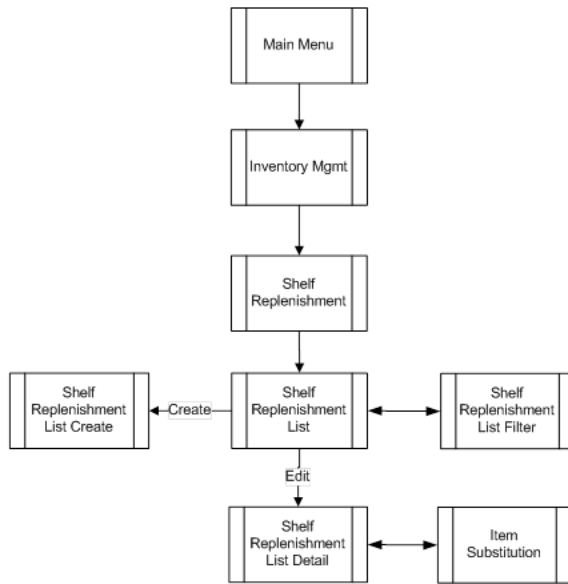 Main Menu
Inventory Mgmt
Shelf
Replenishment
Shelf
Replenishment
List Create
Create
Shelf
Replenishment
List
Shelf
Replenishment
List Filter
Edit
Shelf
Replenishment
List Detail
Item
Substitution